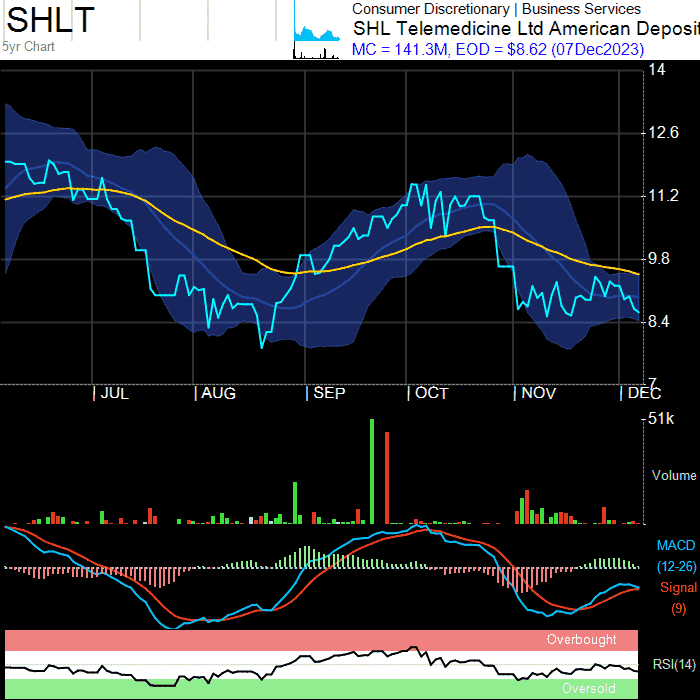 SHLT
5yr Chart
Consumer Discretionary | Business Services
SHL Telemedicine Ltd American Deposit
MC = 141.3M, EOD = $8.62 (07Dec2023)
14
12.6
11.2
9.8
8.4
7
JUL
AUG
SEP
OCT
NOV
DEC
51k
Volume
MACD
(12-26)
Signal
(9)
Overbought
RSI(14)
Oversold